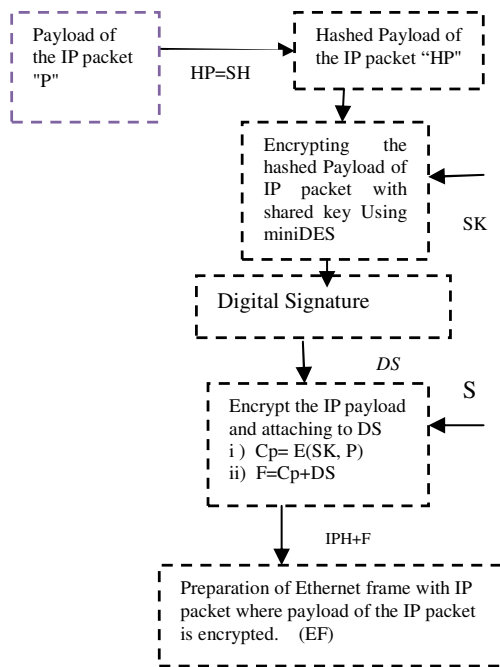 Payload of
the IP packet
"P"
HP=SH
Hashed Payload of
the IP packet “HP"
Encrypting the
hashed Payload of
IP packet with
shared key Using
miniDES
SK
Digital Signature
DS
S
Encrypt the IP payload
and attaching to DS
i ) Cp= E(SK, P)
ii) F=Cp+DS
IPH+F
Preparation of Ethernet frame with IP
packet where payload of the IP packet
is encrypted. (EF)